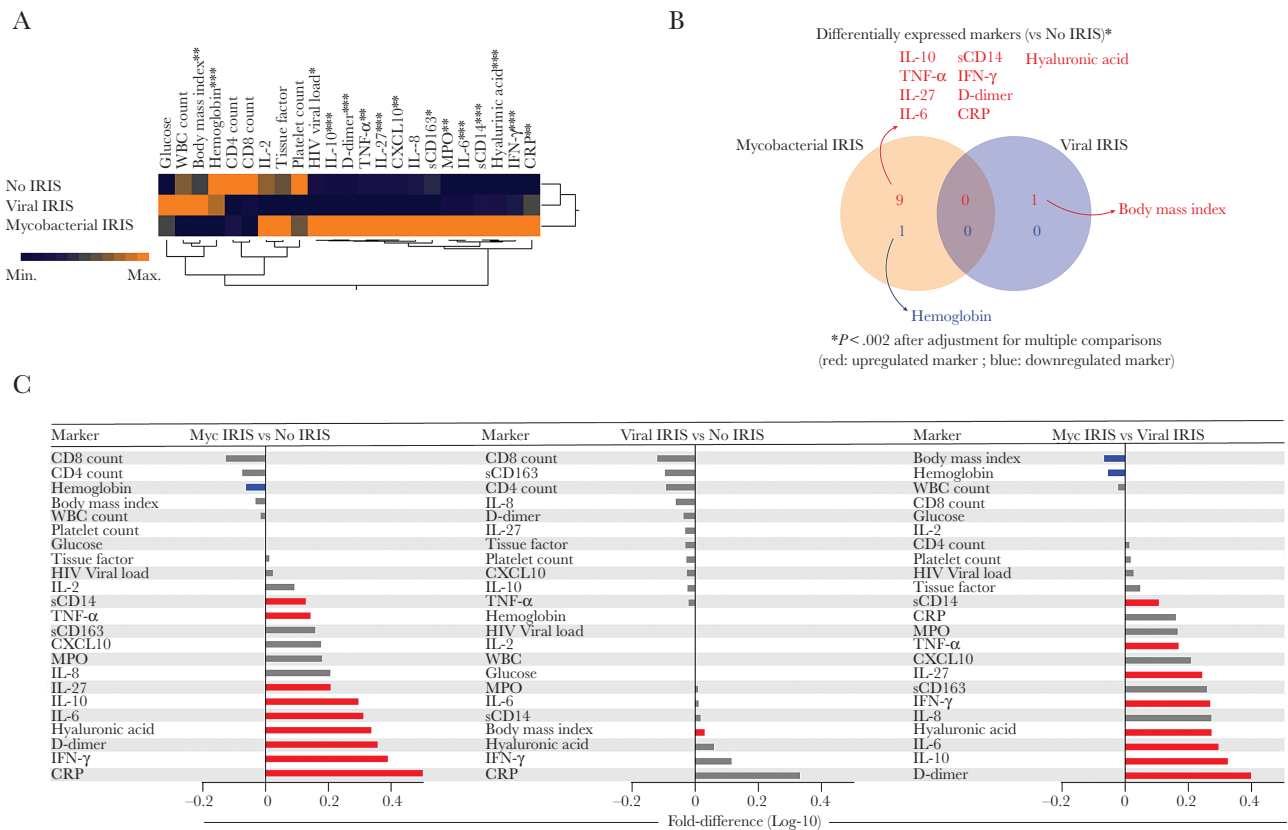 A
Glucose
WBC count
Body mass index**
Hemoglobin***
CD4 count
CD8 count
IL-2
Tissue factor
Platelet count
HIV viral load*
IL-10***
D-dimer***
TNF-α**
IL-27***
CXCL10**
IL--8
sCD163*
MPO**
IL-6***
sCD14***
Hyalurinic acid***
IFN-γ***
CRP**
No IRIS
Viral IRIS
Mycobacterial IRIS
Min.
Max.
B
Differentially expressed markers (vs No IRIS)*
IL-10 sCD14 Hyaluronic acid
TNF-α IFN-γ
IL-27 D-dimer
IL-6 CRP
Mycobacterial IRIS
Viral IRIS
9 0 1
Body mass index
1 0 0
Hemoglobin
*P < .002 after adjustment for multiple comparisons
(red: upregulated marker ; blue: downregulated marker)
C
Marker Myc IRIS vs No IRIS
CD8 count
CD4 count
Hemoglobin
Body mass index
WBC count
Platelet count
Glucose
Tissue factor
HIV Viral load
IL-2
sCD14
TNF-α
sCD163
CXCL10
MPO
IL-8
IL-27
IL-10
IL-6
Hyaluronic acid
D-dimer
IFN-γ
CRP
−0.2 0 0.2 0.4
Marker Viral IRIS vs No IRIS
CD8 count
sCD163
CD4 count
IL-8
D-dimer
IL-27
Tissue factor
Platelet count
CXCL10
IL-10
TNF-α
Hemoglobin
HIV Viral load
IL-2
WBC
Glucose
MPO
IL-6
sCD14
Body mass index
Hyaluronic acid
IFN-γ
CRP
−0.2 0 0.2 0.4
Marker Myc IRIS vs Viral IRIS
Body mass index
Hemoglobin
WBC count
CD8 count
Glucose
IL-2
CD4 count
Platelet count
HIV Viral load
Tissue factor
sCD14
CRP
MPO
TNF-α
CXCL10
IL-27
sCD163
IFN-γ
IL-8
Hyaluronic acid
IL-6
IL-10
D-dimer
−0.2 0 0.2 0.4
Fold-difference (Log-10)